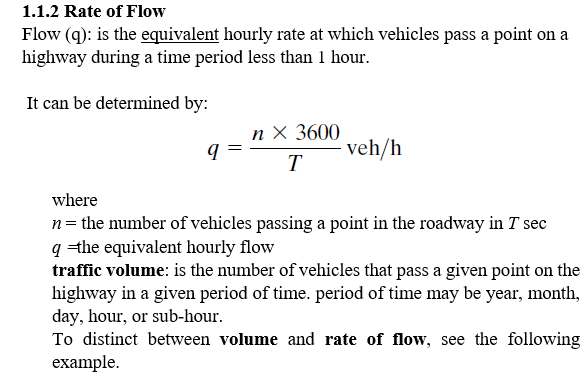 1.1.2 Rate of Flow
Flow (q): is the equivalent hourly rate at which vehicles pass a point on a
highway during a time period less than 1 hour.
It can be determined by:
q = n × 3600 / T veh/h
where
n = the number of vehicles passing a point in the roadway in T sec
q =the equivalent hourly flow
traffic volume: is the number of vehicles that pass a given point on the
highway in a given period of time. period of time may be year, month,
day, hour, or sub-hour.
To distinct between volume and rate of flow, see the following
example.